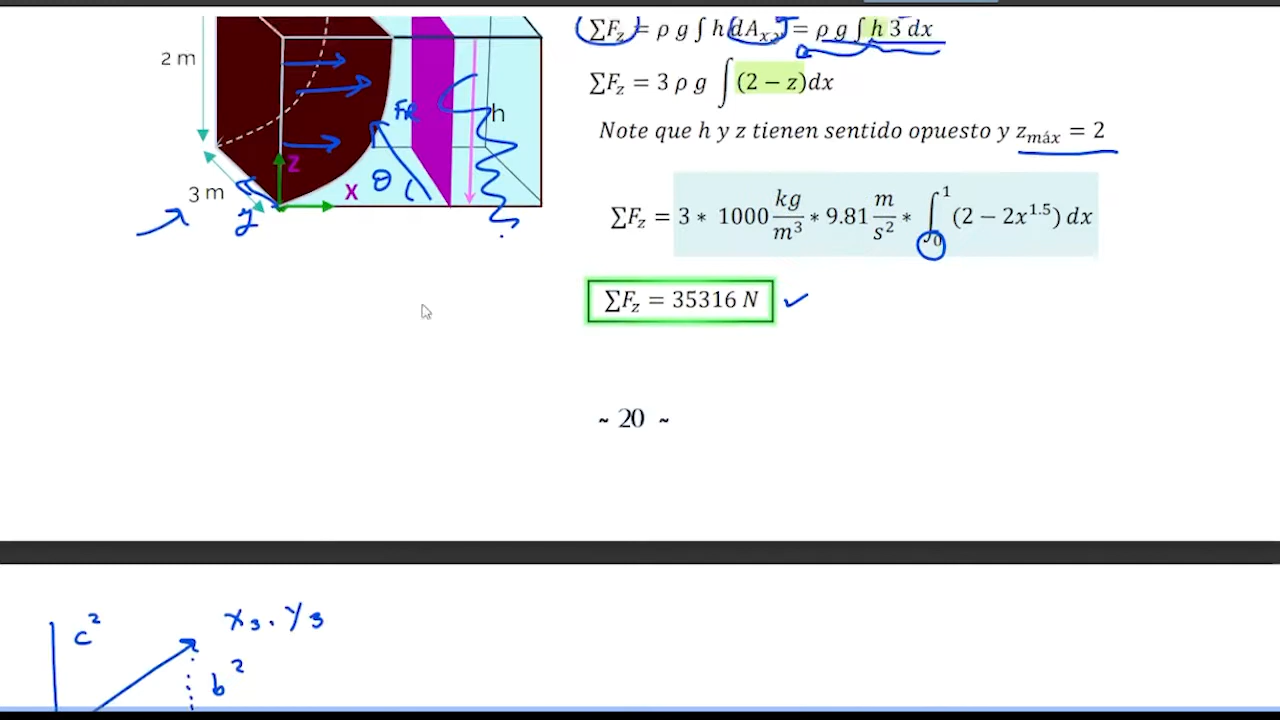 ∑F_z = ρ g ∫ h dA_xy = ρ g ∫ h 3 dx
2 m
∑F_z = 3 ρ g ∫ (2 − z)dx
FR
h
Note que h y z tienen sentido opuesto y z_máx = 2
z
θ
3 m
x
y
∑F_z = 3 * 1000 kg/m³ * 9.81 m/s² * ∫₀¹ (2 − 2x^1.5) dx
∑F_z = 35316 N
~ 20 ~
c²
x₃, y₃
b²